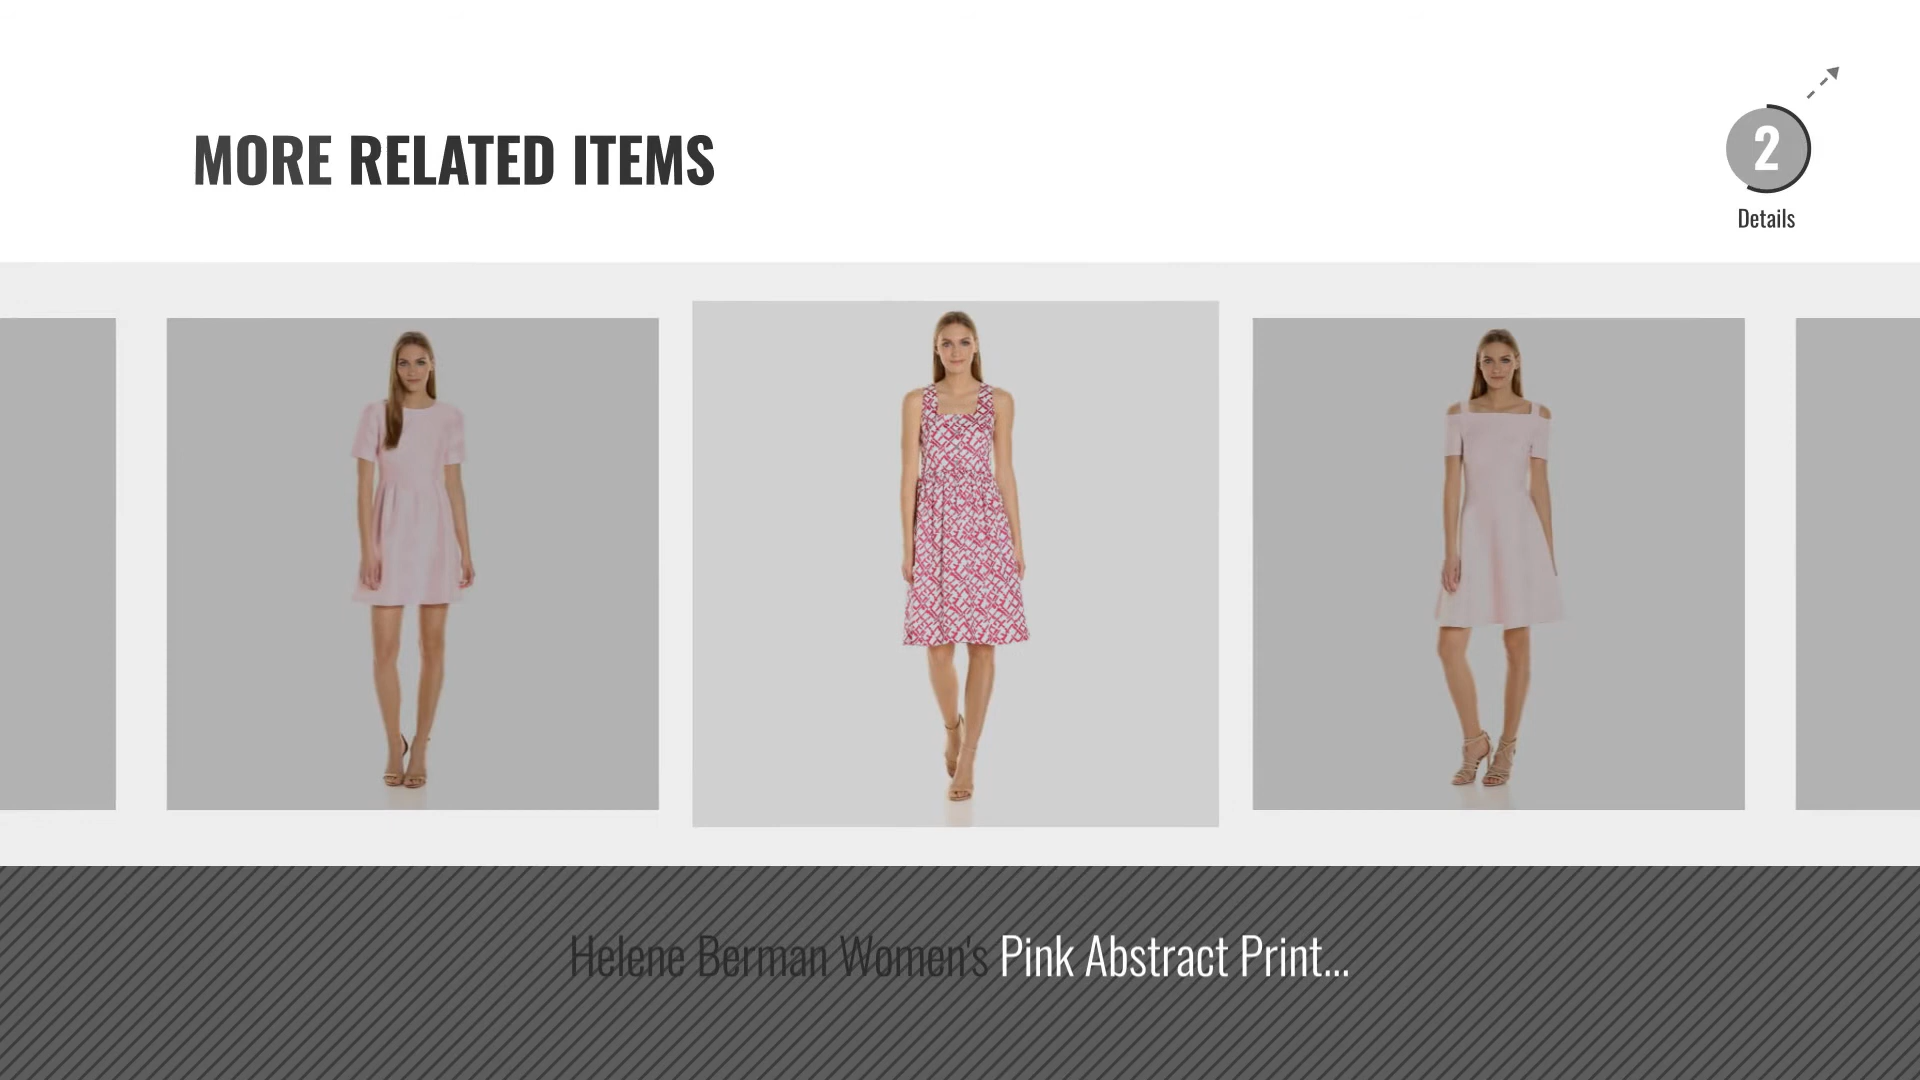 MORE RELATED ITEMS
2
Details
Helene Berman Women's Pink Abstract Print...